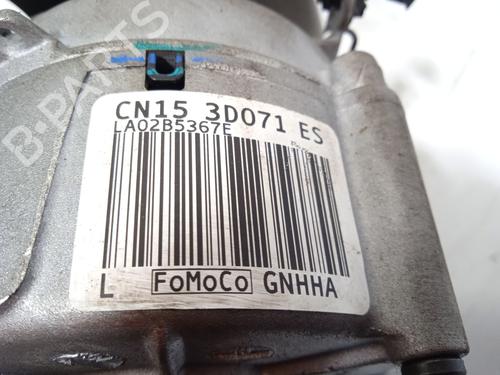 B-PARTS
CN15 3D071 ES
LA02B5367E
L FoMoCo GNHHA